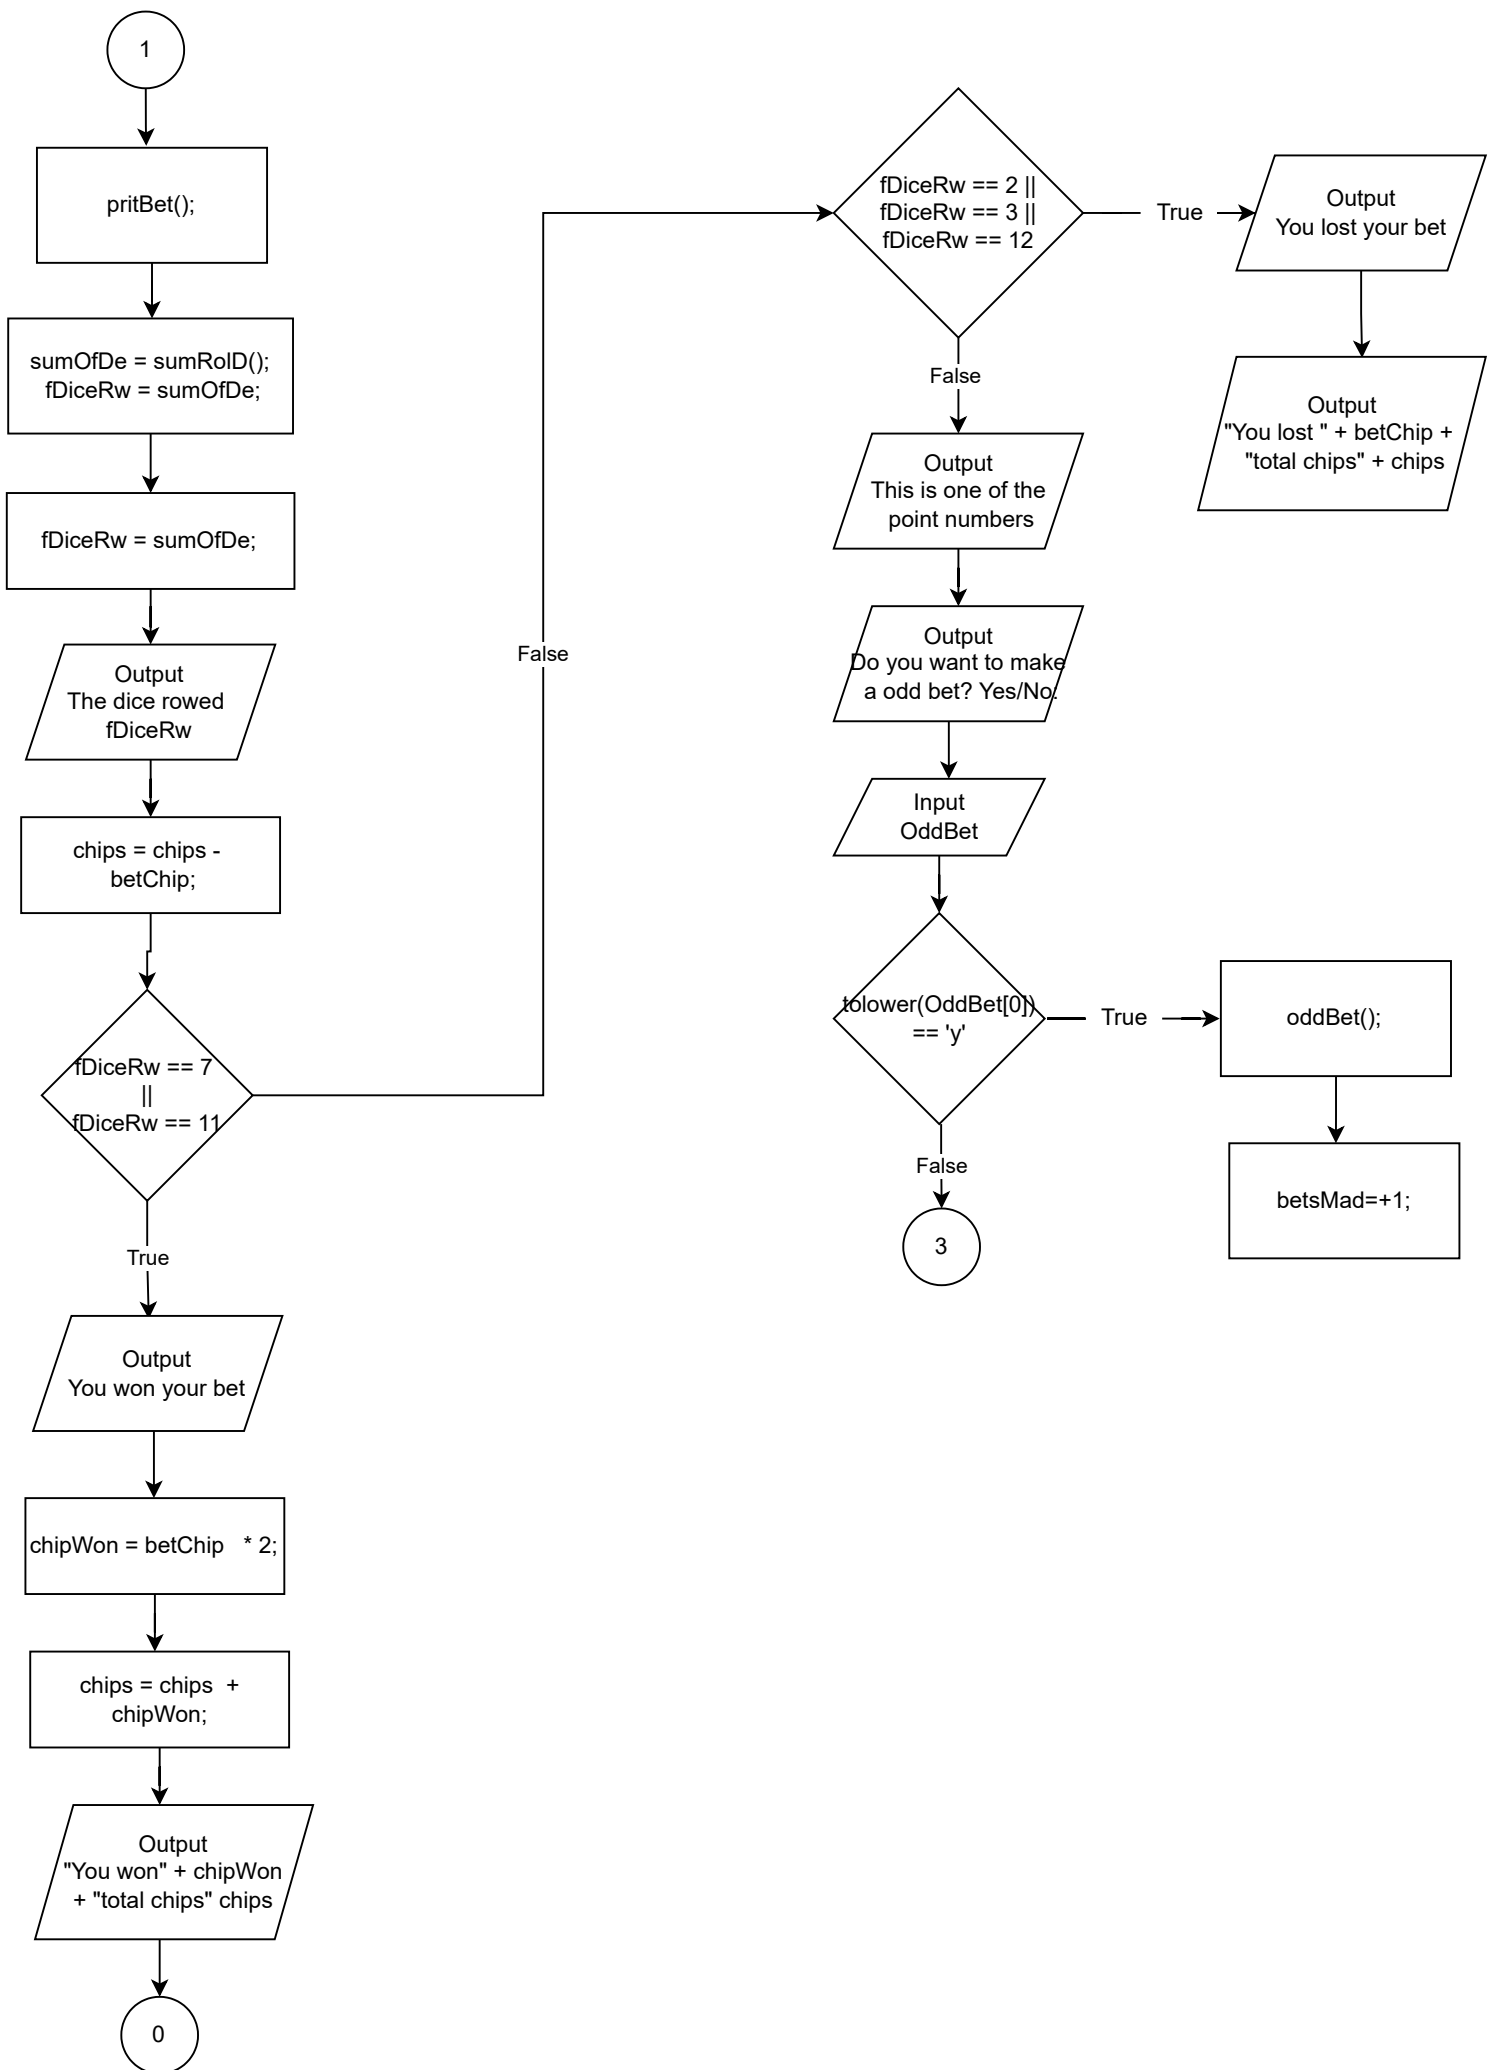 1
pritBet();
sumOfDe = sumRolD();
fDiceRw = sumOfDe;
fDiceRw = sumOfDe;
Output
The dice rowed
fDiceRw
chips = chips -
betChip;
fDiceRw == 7
||
fDiceRw == 11
True
Output
You won your bet
chipWon = betChip   * 2;
chips = chips  +
chipWon;
Output
"You won" + chipWon
+ "total chips" chips
0
False
fDiceRw == 2 ||
fDiceRw == 3 ||
fDiceRw == 12
True
Output
You lost your bet
Output
"You lost " + betChip +
"total chips" + chips
False
Output
This is one of the
point numbers
Output
Do you want to make
a odd bet? Yes/No:
Input
OddBet
tolower(OddBet[0])
== 'y'
True
oddBet();
betsMad=+1;
False
3